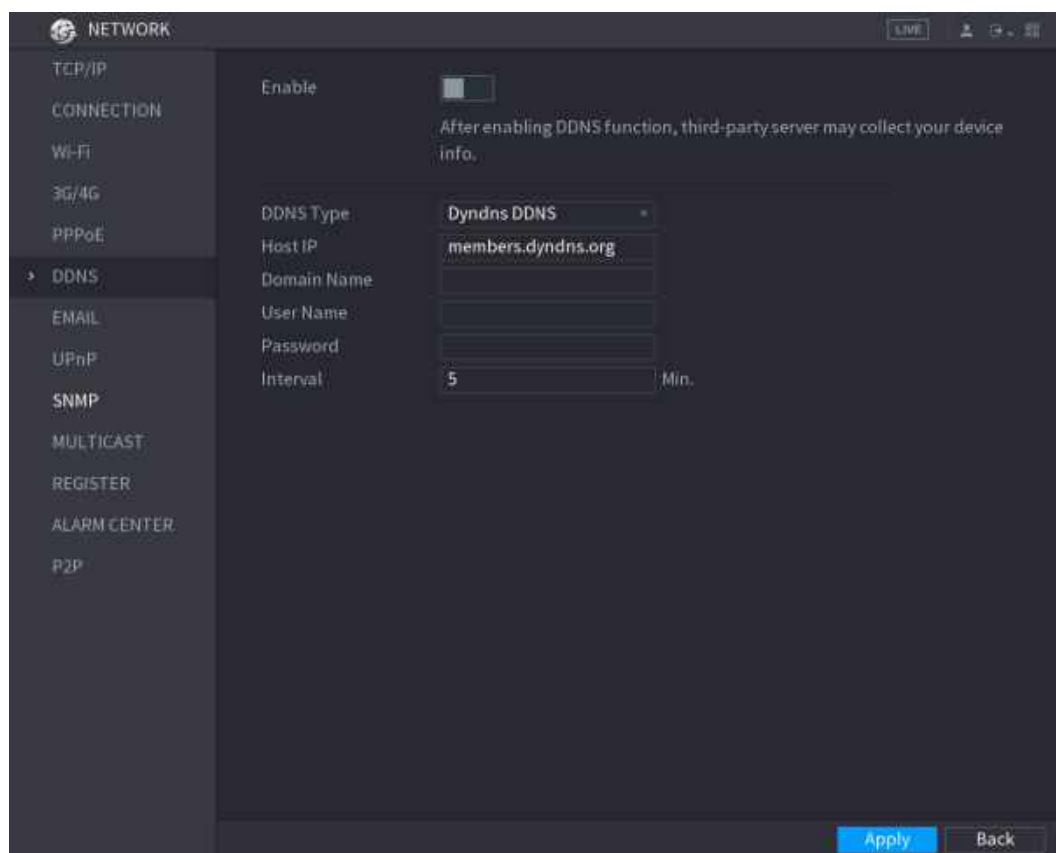 NETWORK
LIVE
TCP/IP
CONNECTION
Wi-Fi
3G/4G
PPPoE
DDNS
EMAIL
UPnP
SNMP
MULTICAST
REGISTER
ALARM CENTER
P2P
Enable
After enabling DDNS function, third-party server may collect your device
info.
DDNS Type Dyndns DDNS
Host IP members.dyndns.org
Domain Name
User Name
Password
Interval 5 Min.
Apply Back